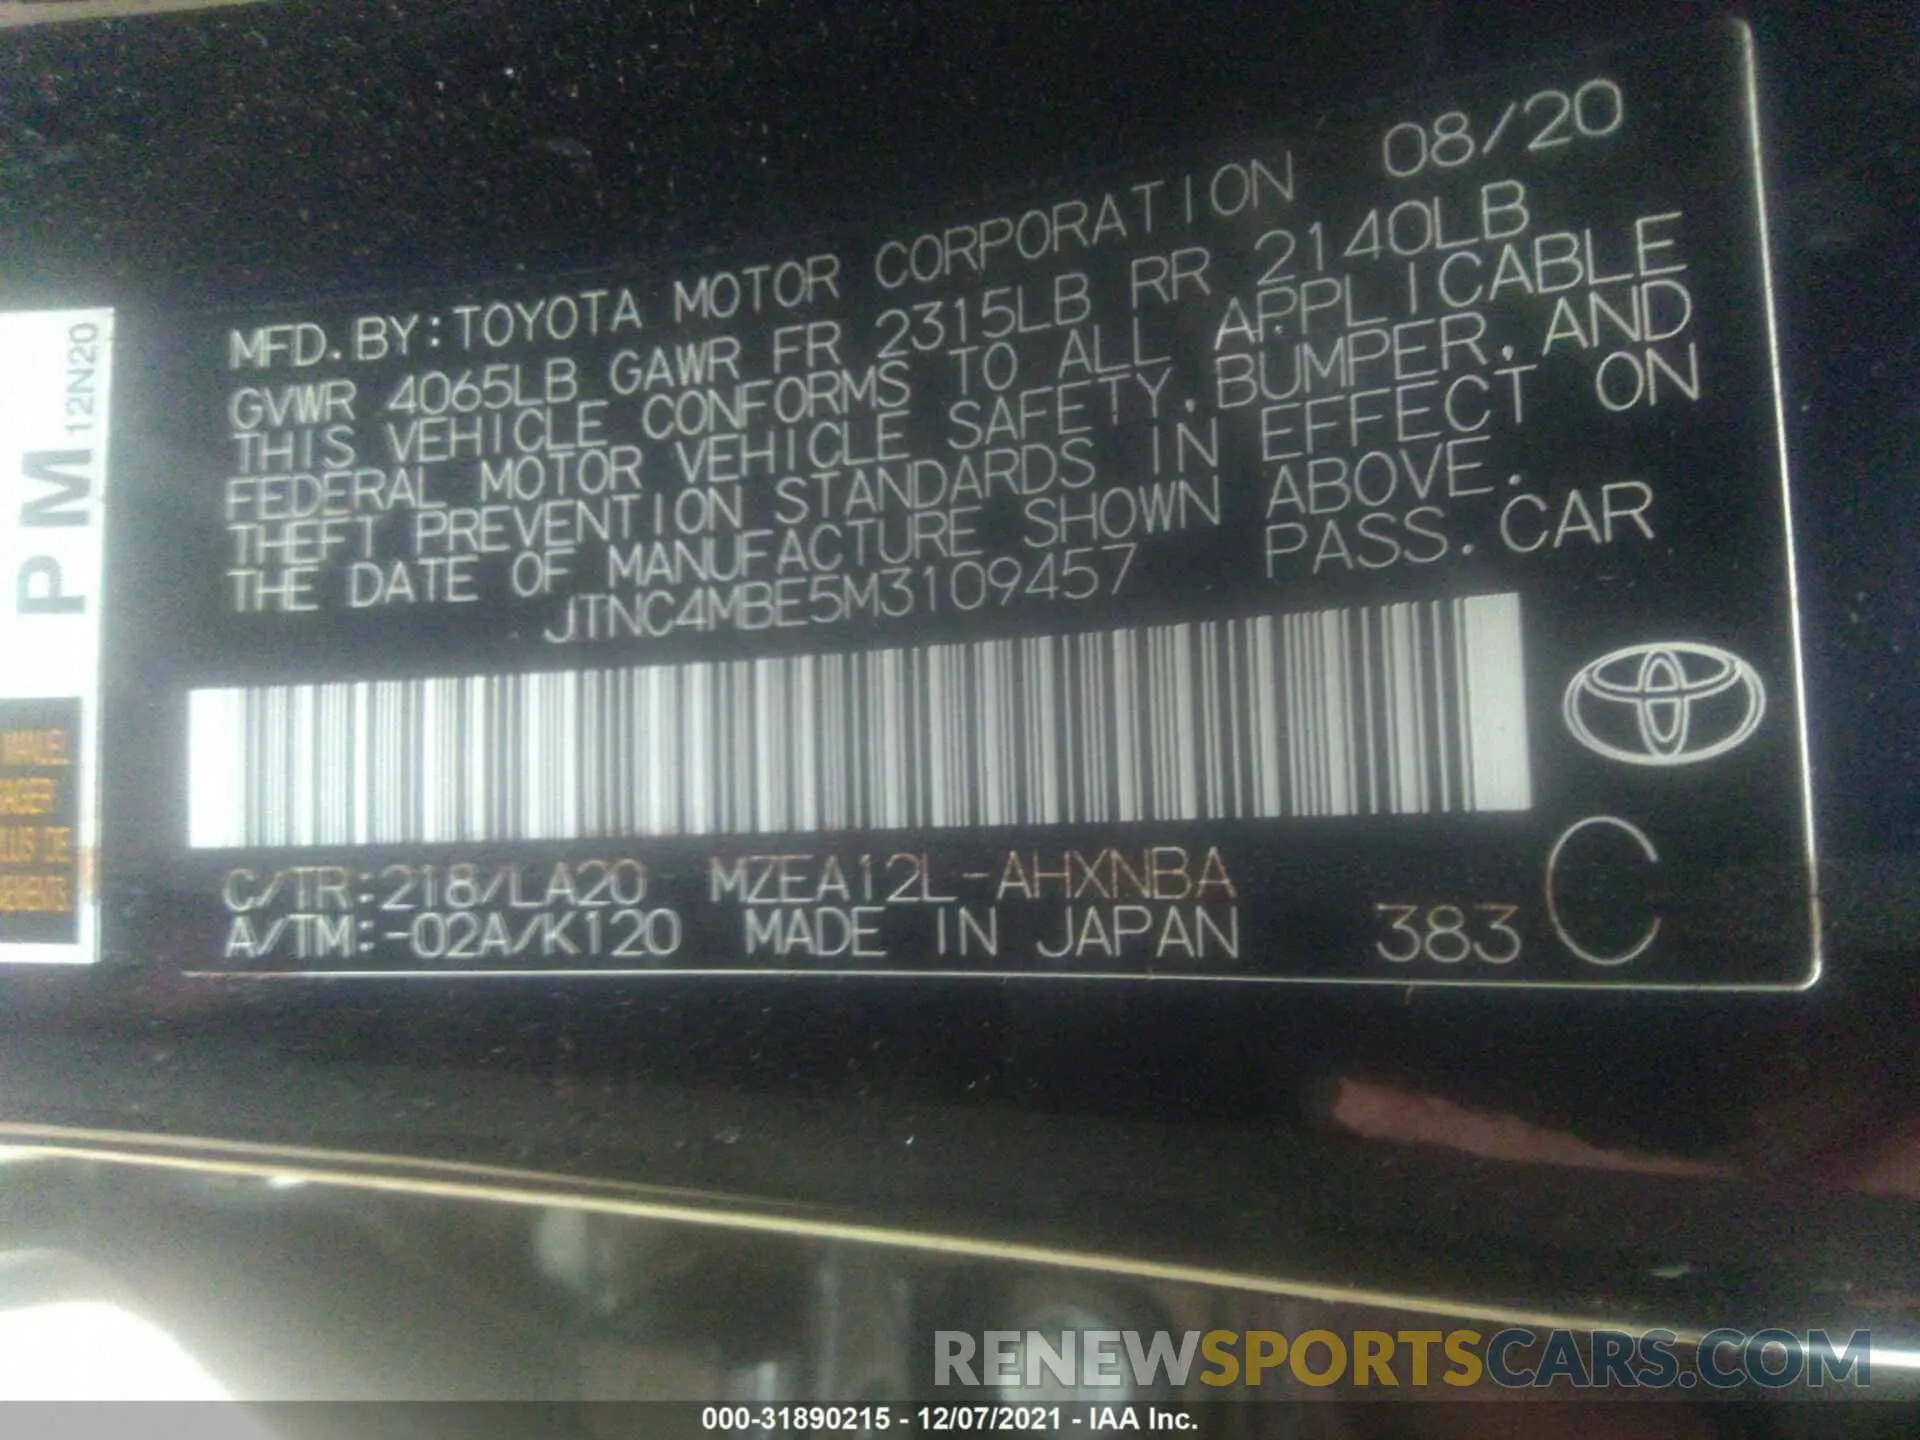 MFD. BY: TOYOTA MOTOR CORPORATION 08/20
GVWR 4065LB GAWR FR 2315LB RR 2140LB
THIS VEHICLE CONFORMS TO ALL APPLICABLE
FEDERAL MOTOR VEHICLE SAFETY, BUMPER, AND
THEFT PREVENTION STANDARDS IN EFFECT ON
THE DATE OF MANUFACTURE SHOWN ABOVE.
JTNC4MBE5M3109457 PASS. CAR
C/TR: 218/LA20 MZEA12L-AHXNBA
A/TM: -02A/K120 MADE IN JAPAN 383 C
PM 12N20
RENEWSPORTSCARS.COM
000-31890215 - 12/07/2021 - IAA Inc.